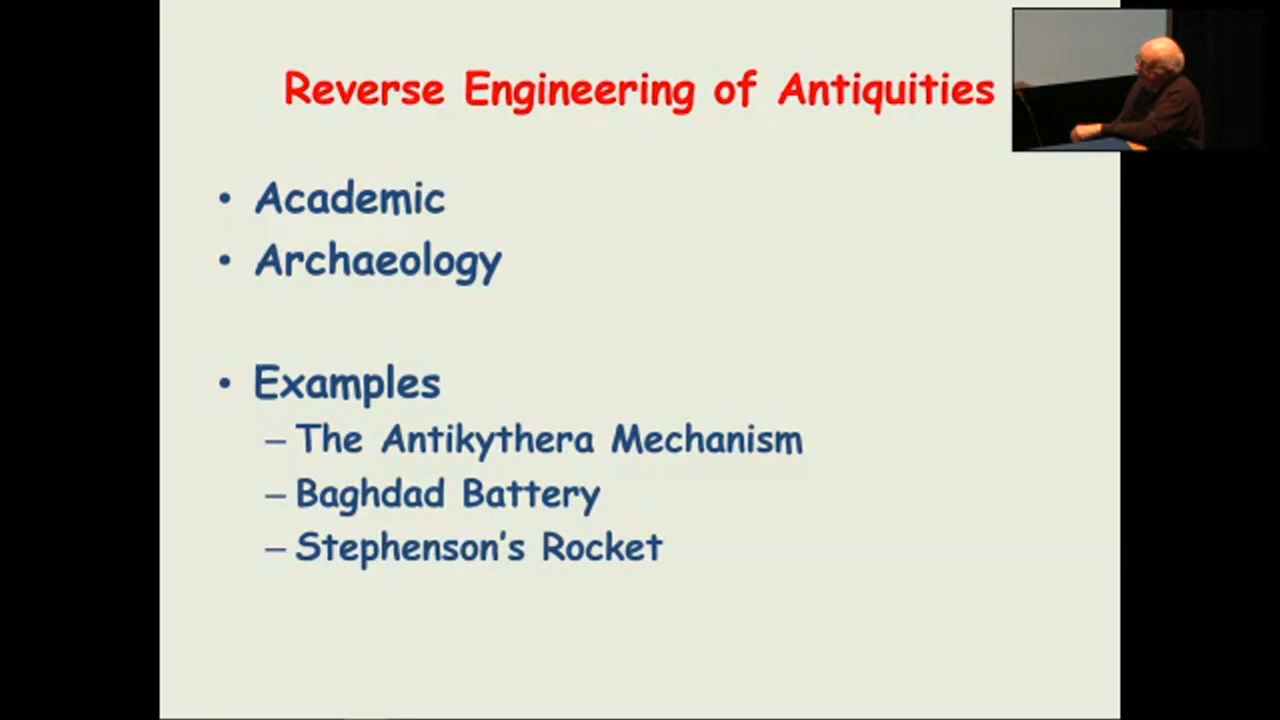 Reverse Engineering of Antiquities
• Academic
• Archaeology
• Examples
– The Antikythera Mechanism
– Baghdad Battery
– Stephenson's Rocket